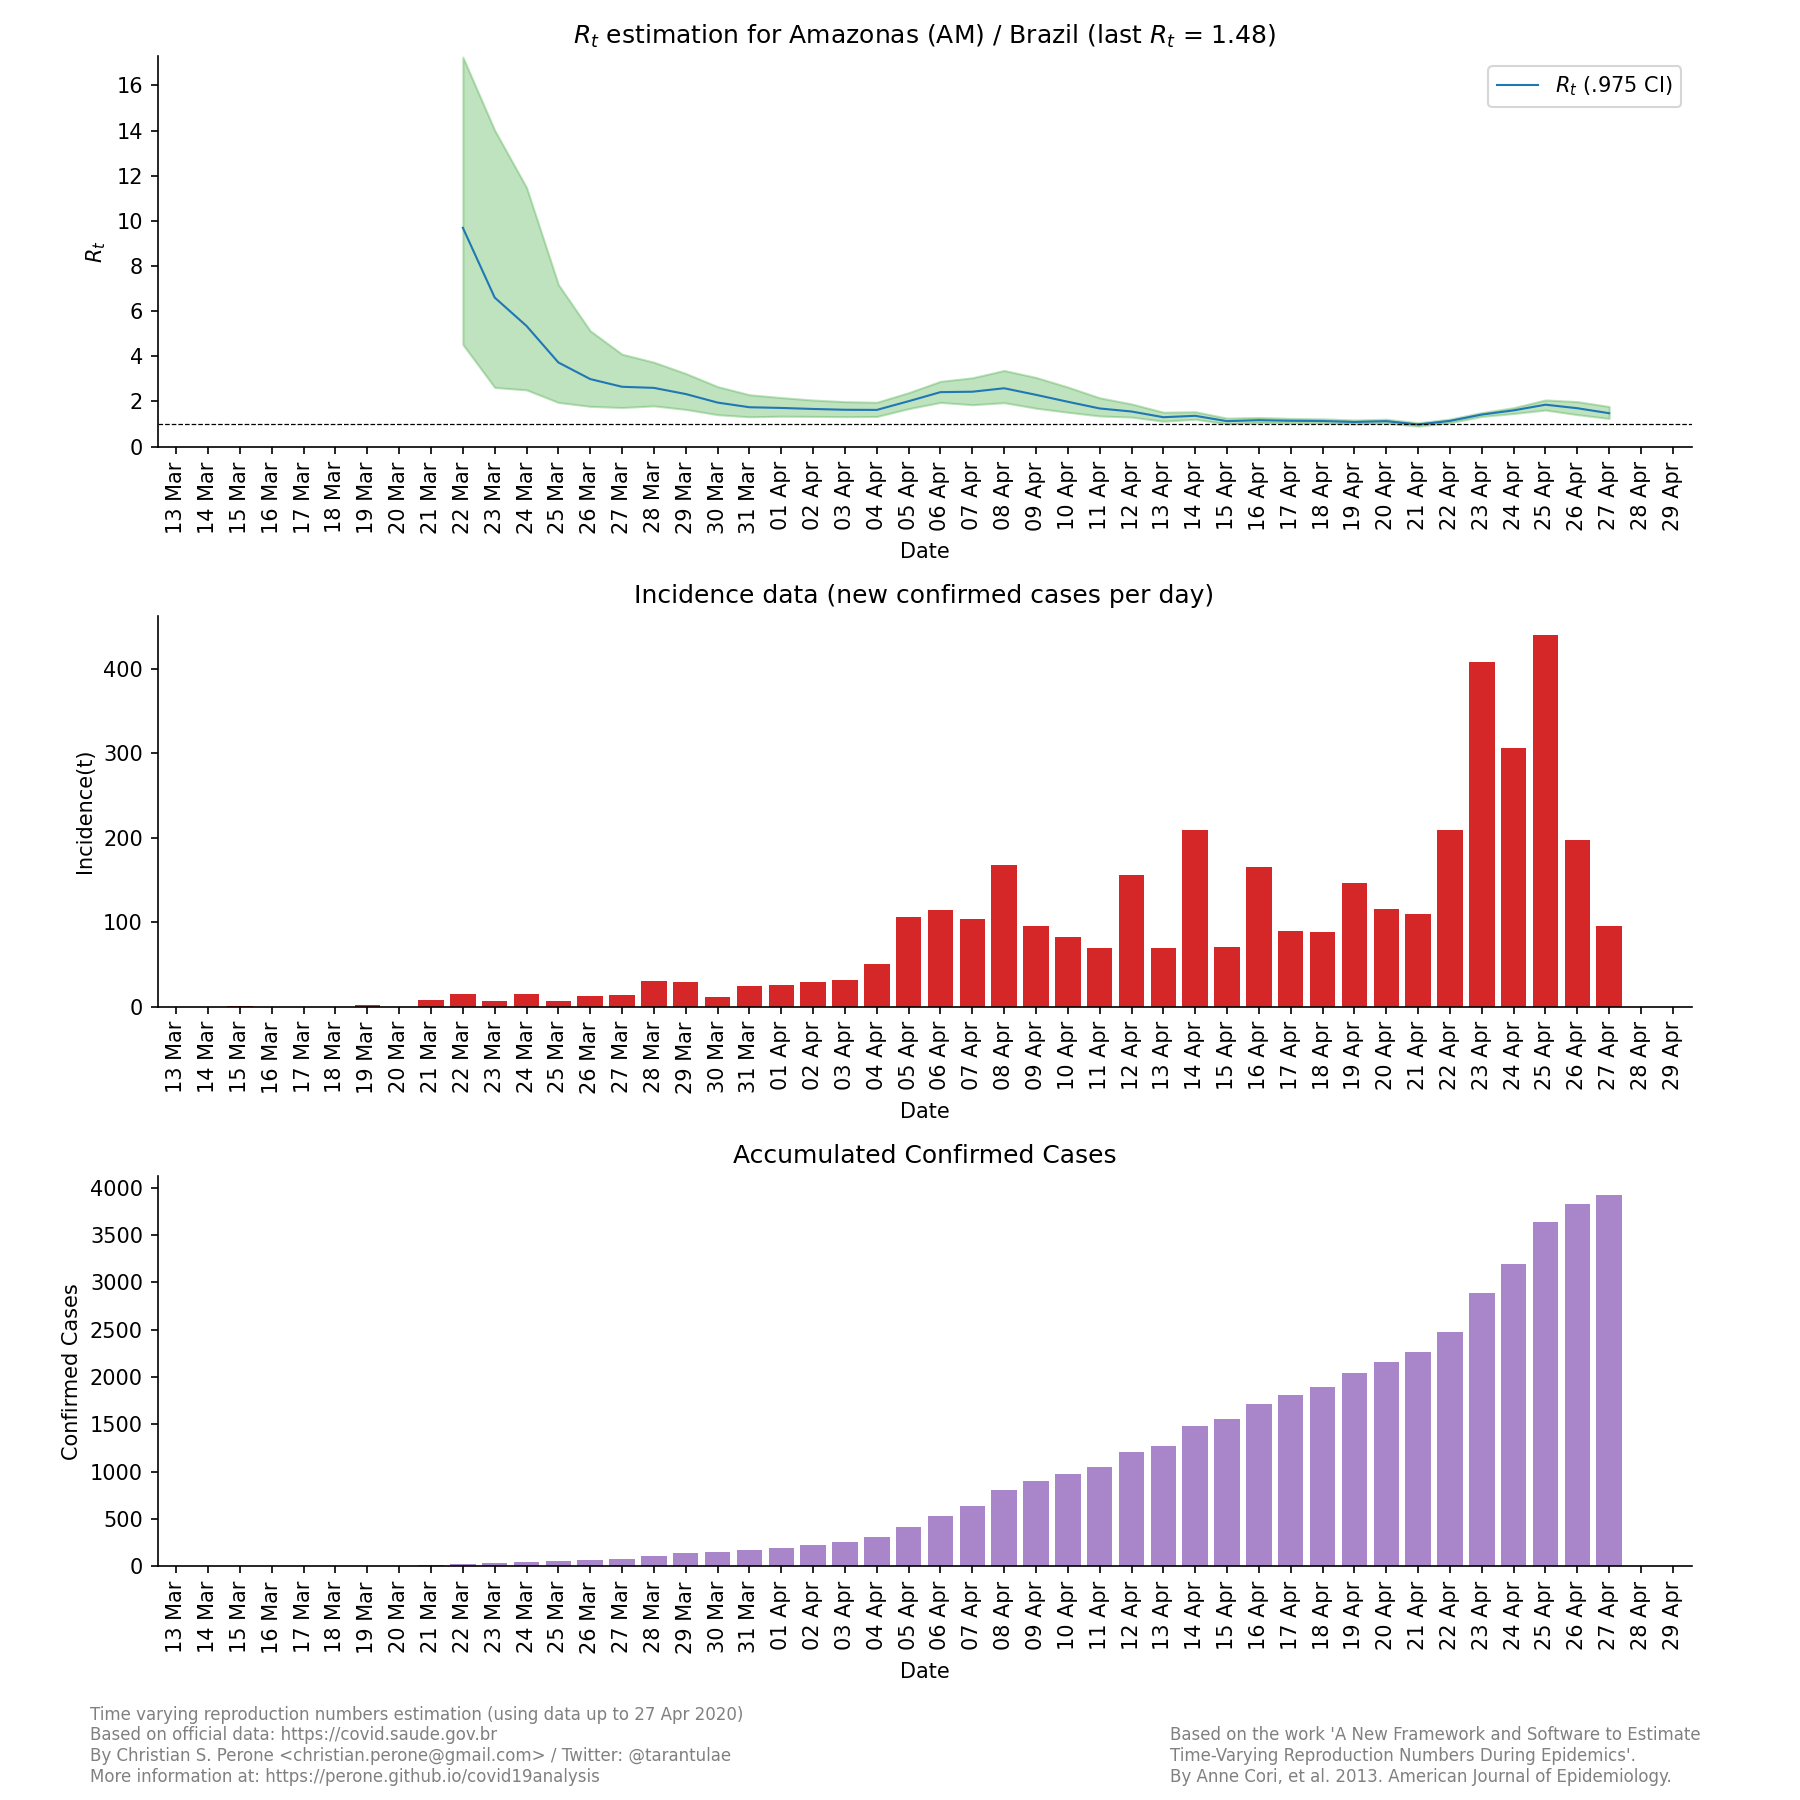 Rt estimation for Amazonas (AM) / Brazil (last Rt = 1.48)
Rt (.975 CI)
16
14
12
10
8
6
4
2
0
Rt
13 Mar 14 Mar 15 Mar 16 Mar 17 Mar 18 Mar 19 Mar 20 Mar 21 Mar 22 Mar 23 Mar 24 Mar 25 Mar 26 Mar 27 Mar 28 Mar 29 Mar 30 Mar 31 Mar 01 Apr 02 Apr 03 Apr 04 Apr 05 Apr 06 Apr 07 Apr 08 Apr 09 Apr 10 Apr 11 Apr 12 Apr 13 Apr 14 Apr 15 Apr 16 Apr 17 Apr 18 Apr 19 Apr 20 Apr 21 Apr 22 Apr 23 Apr 24 Apr 25 Apr 26 Apr 27 Apr 28 Apr 29 Apr
Date
Incidence data (new confirmed cases per day)
400
300
200
100
0
Incidence(t)
13 Mar 14 Mar 15 Mar 16 Mar 17 Mar 18 Mar 19 Mar 20 Mar 21 Mar 22 Mar 23 Mar 24 Mar 25 Mar 26 Mar 27 Mar 28 Mar 29 Mar 30 Mar 31 Mar 01 Apr 02 Apr 03 Apr 04 Apr 05 Apr 06 Apr 07 Apr 08 Apr 09 Apr 10 Apr 11 Apr 12 Apr 13 Apr 14 Apr 15 Apr 16 Apr 17 Apr 18 Apr 19 Apr 20 Apr 21 Apr 22 Apr 23 Apr 24 Apr 25 Apr 26 Apr 27 Apr 28 Apr 29 Apr
Date
Accumulated Confirmed Cases
4000
3500
3000
2500
2000
1500
1000
500
0
Confirmed Cases
13 Mar 14 Mar 15 Mar 16 Mar 17 Mar 18 Mar 19 Mar 20 Mar 21 Mar 22 Mar 23 Mar 24 Mar 25 Mar 26 Mar 27 Mar 28 Mar 29 Mar 30 Mar 31 Mar 01 Apr 02 Apr 03 Apr 04 Apr 05 Apr 06 Apr 07 Apr 08 Apr 09 Apr 10 Apr 11 Apr 12 Apr 13 Apr 14 Apr 15 Apr 16 Apr 17 Apr 18 Apr 19 Apr 20 Apr 21 Apr 22 Apr 23 Apr 24 Apr 25 Apr 26 Apr 27 Apr 28 Apr 29 Apr
Date
Time varying reproduction numbers estimation (using data up to 27 Apr 2020)
Based on official data: https://covid.saude.gov.br
By Christian S. Perone <christian.perone@gmail.com> / Twitter: @tarantulae
More information at: https://perone.github.io/covid19analysis
Based on the work 'A New Framework and Software to Estimate
Time-Varying Reproduction Numbers During Epidemics'.
By Anne Cori, et al. 2013. American Journal of Epidemiology.